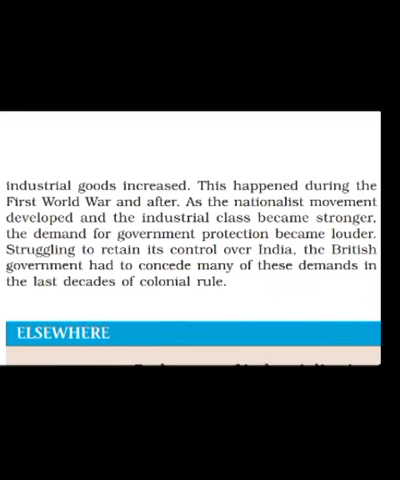 industrial goods increased. This happened during the
First World War and after. As the nationalist movement
developed and the industrial class became stronger,
the demand for government protection became louder.
Struggling to retain its control over India, the British
government had to concede many of these demands in
the last decades of colonial rule.
ELSEWHERE